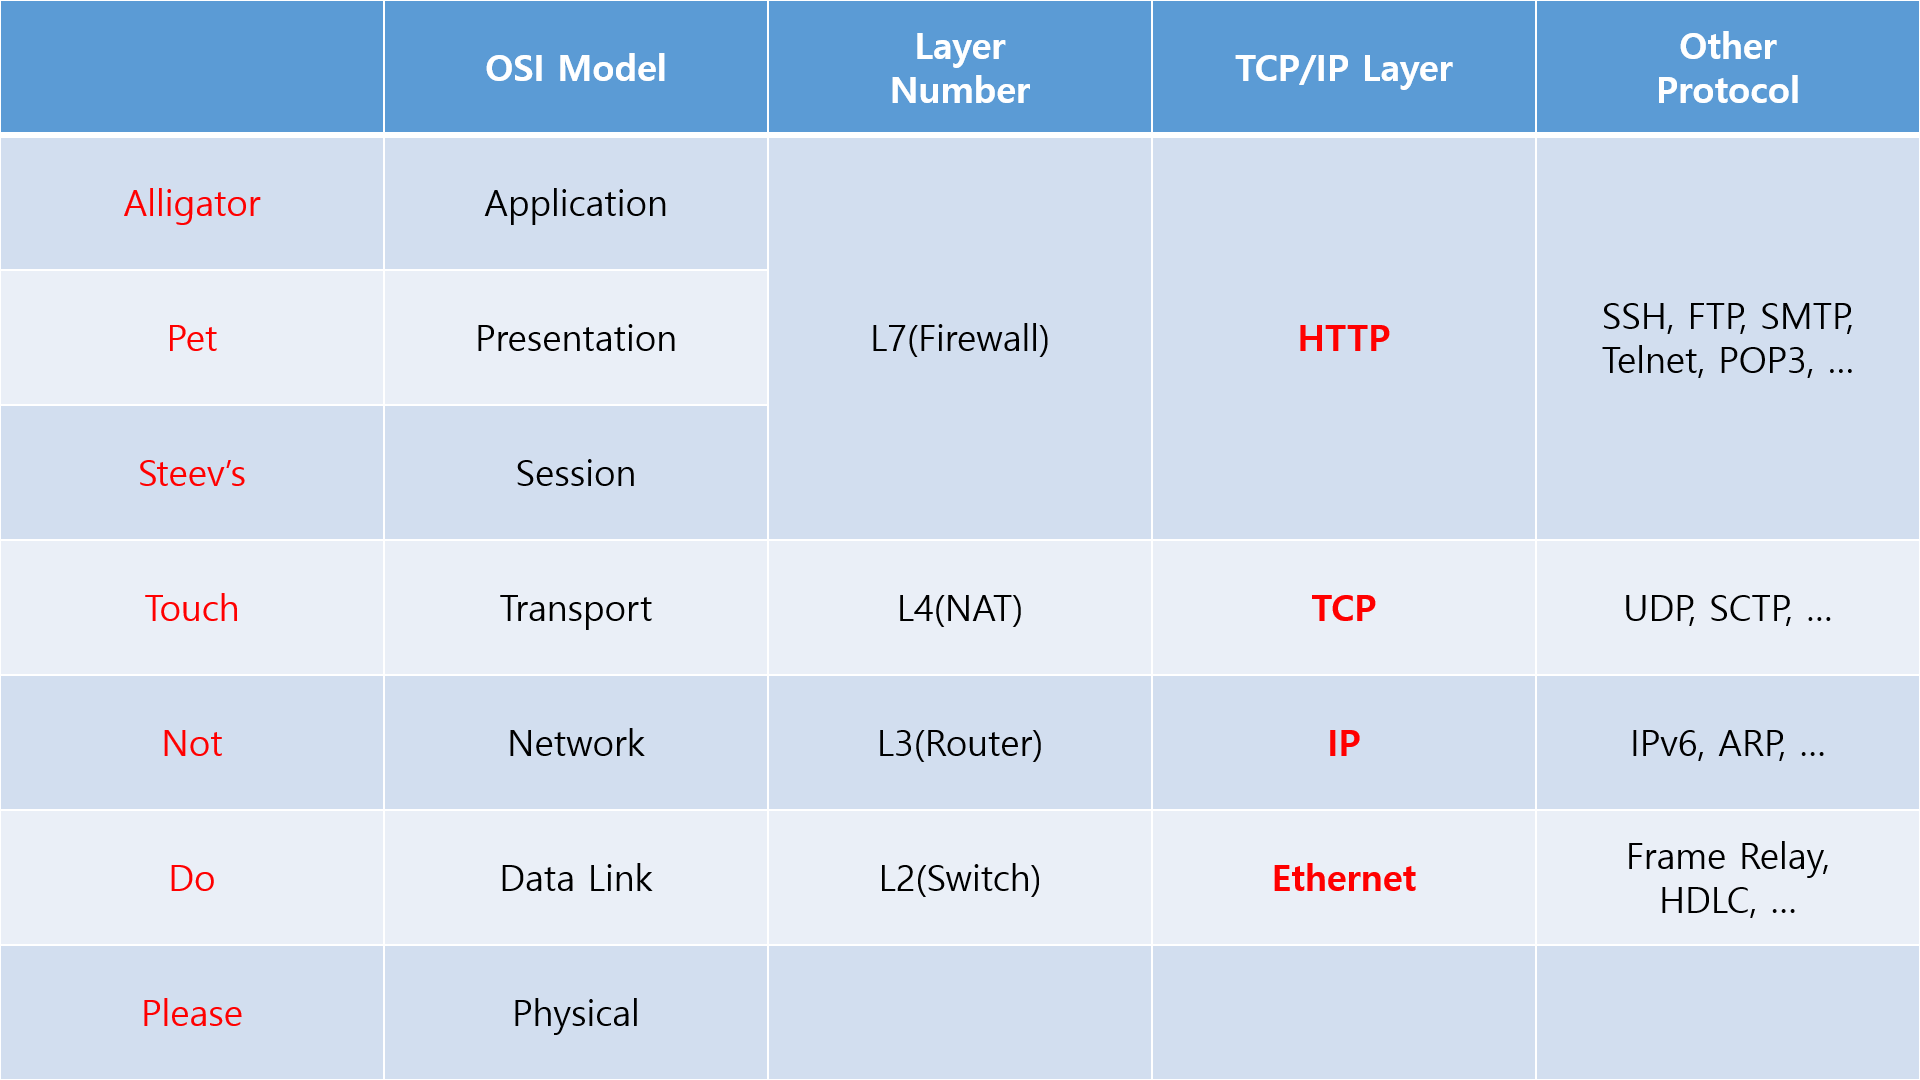 OSI Model
Layer
Number
TCP/IP Layer
Other
Protocol
Alligator
Application
Pet
Presentation
L7(Firewall)
HTTP
SSH, FTP, SMTP,
Telnet, POP3, ...
Steev's
Session
Touch
Transport
L4(NAT)
TCP
UDP, SCTP, ...
Not
Network
L3(Router)
IP
IPv6, ARP, ...
Do
Data Link
L2(Switch)
Ethernet
Frame Relay,
HDLC, ...
Please
Physical